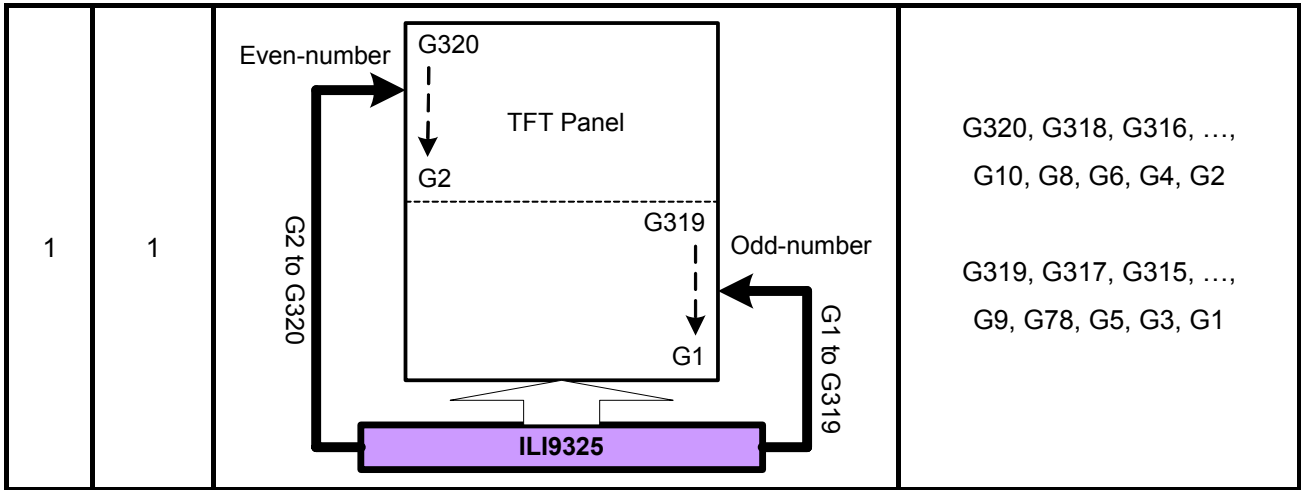 1
1
Even-number
G320
TFT Panel
G2
G319
Odd-number
G1
G2 to G320
G1 to G319
ILI9325
G320, G318, G316, …,
G10, G8, G6, G4, G2
G319, G317, G315, …,
G9, G78, G5, G3, G1